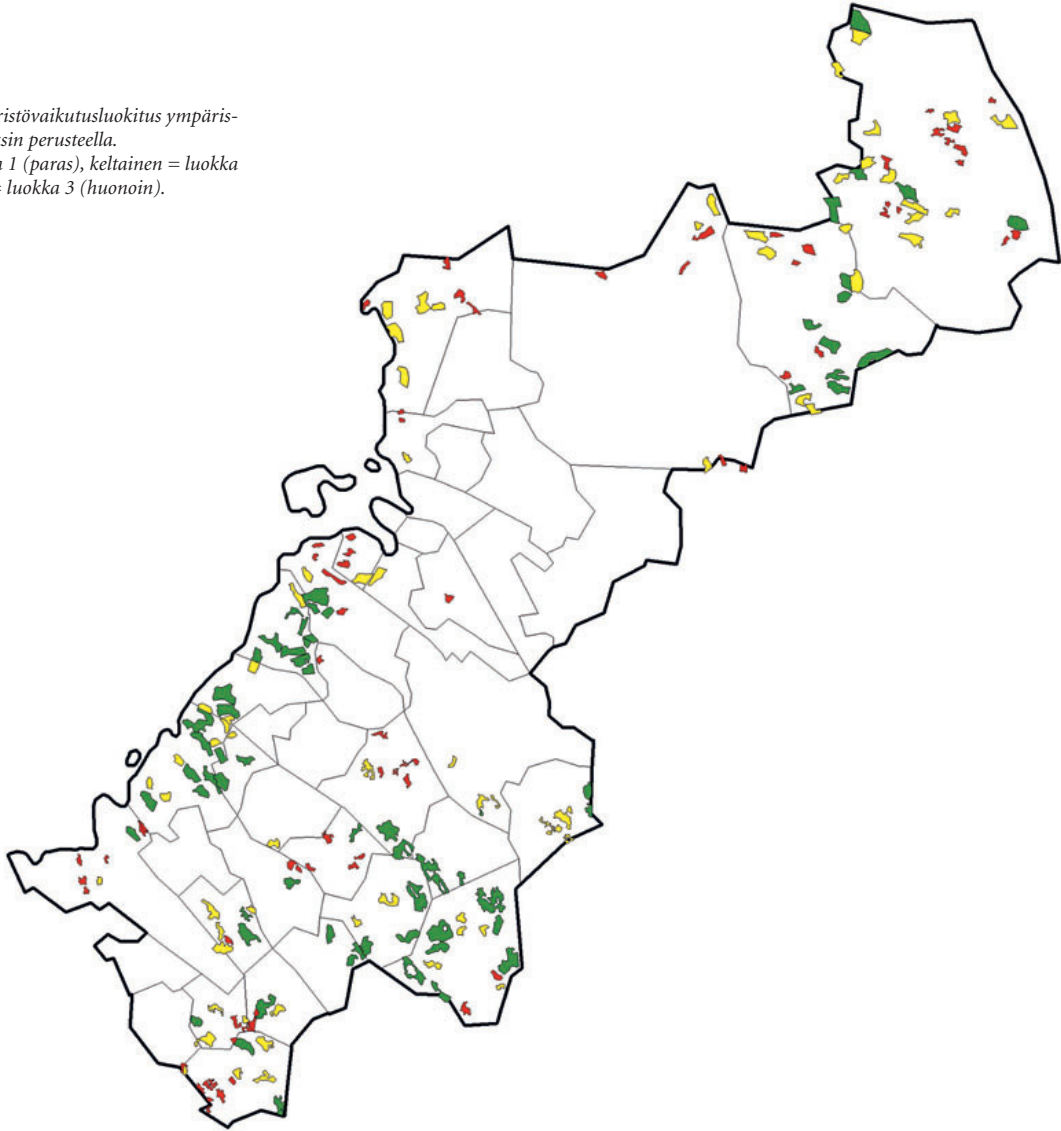 ristövaikutusluokitus ympäris-
sin perusteella.
1 (paras), keltainen = luokka
= luokka 3 (huonoin).